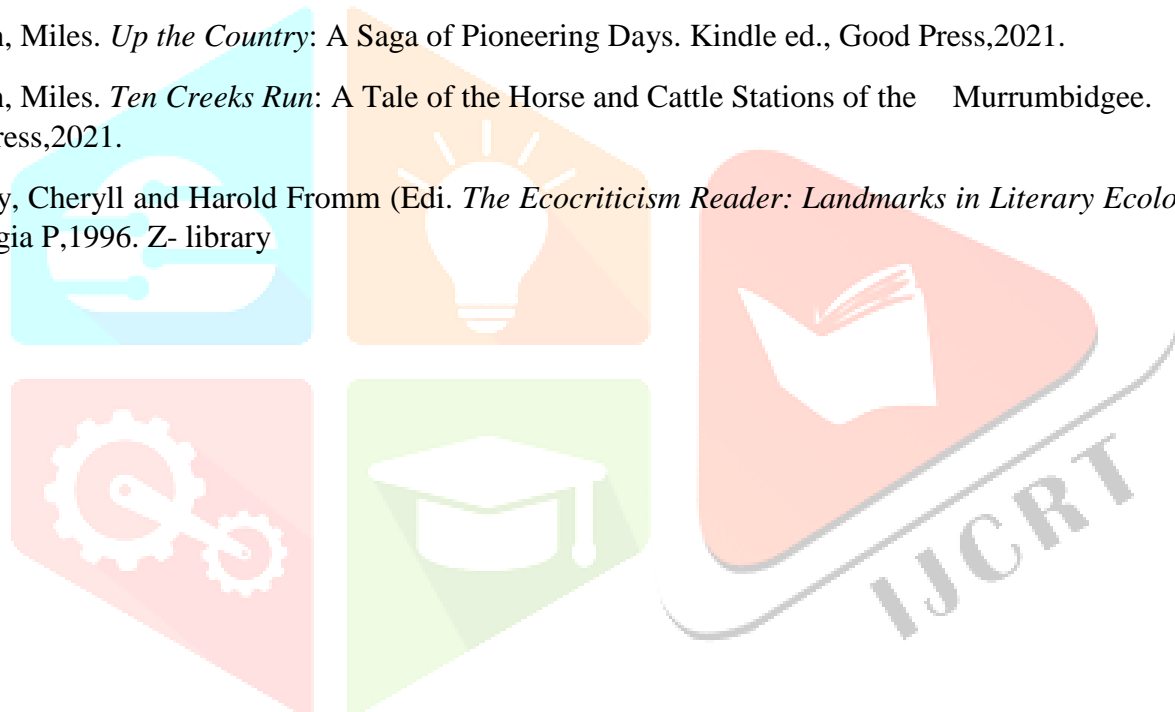 n, Miles. Up the Country: A Saga of Pioneering Days. Kindle ed., Good Press,2021.
n, Miles. Ten Creeks Run: A Tale of the Horse and Cattle Stations of the Murrumbidgee.
ress,2021.
y, Cheryll and Harold Fromm (Edi. The Ecocriticism Reader: Landmarks in Literary Ecolo
gia P,1996. Z- library
IJCRT